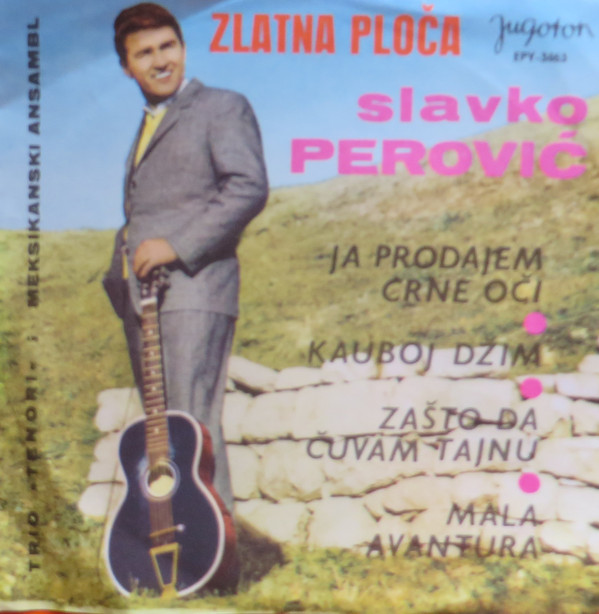 ZLATNA PLOČA
Jugoton
EPY-3463
slavko
PEROVIĆ
JA PRODAJEM
CRNE OČI
KAUBOJ DŽIM
ZAŠTO DA
ČUVAM TAJNU
MALA
AVANTURA
TRIO »TENORI« i MEKSIKANSKI ANSAMBL